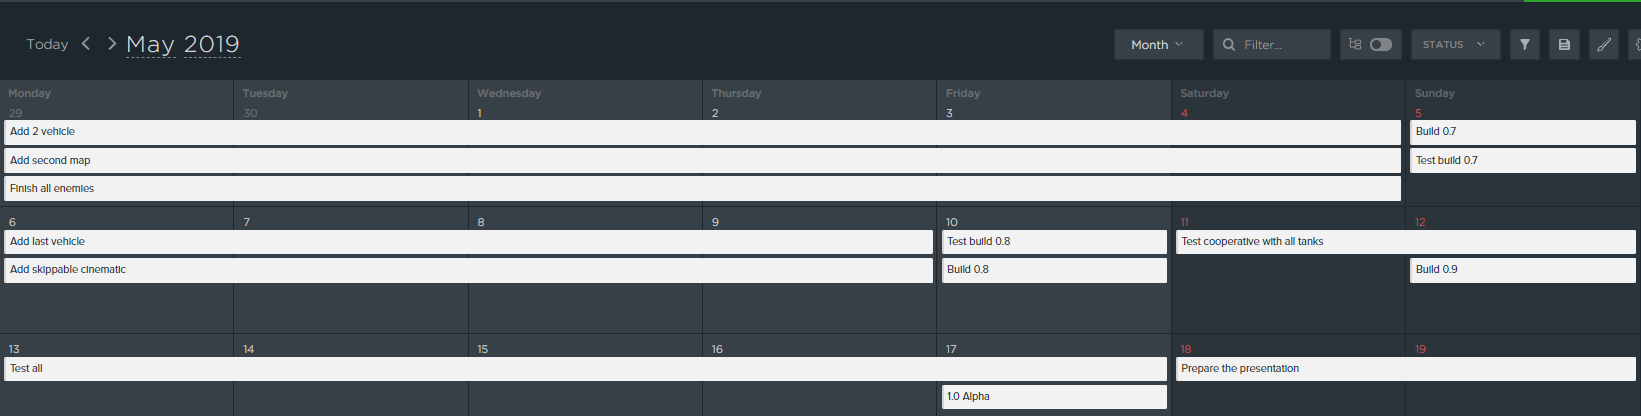 Today May 2019 Month Filter... STATUS
Monday Tuesday Wednesday Thursday Friday Saturday Sunday
29 30 1 2 3 4 5
Add 2 vehicle Build 0.7
Add second map Test build 0.7
Finish all enemies
6 7 8 9 10 11 12
Add last vehicle Test build 0.8 Test cooperative with all tanks
Add skippable cinematic Build 0.8 Build 0.9
13 14 15 16 17 18 19
Test all Prepare the presentation
1.0 Alpha